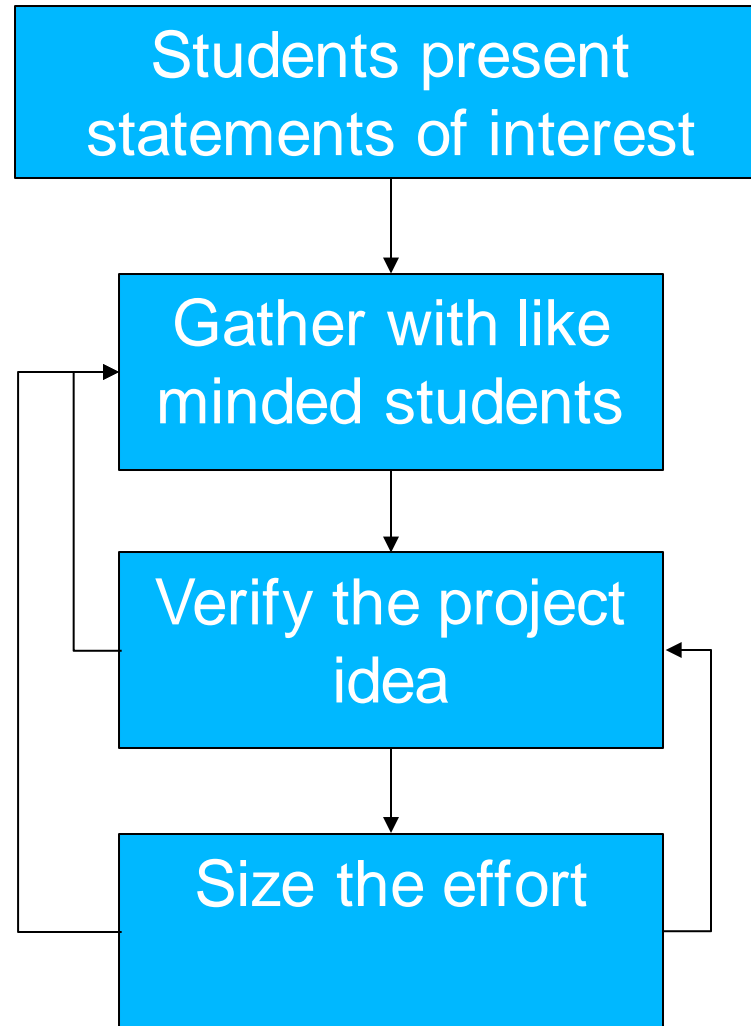 Students present
statements of interest
Gather with like
minded students
Verify the project
idea
Size the effort